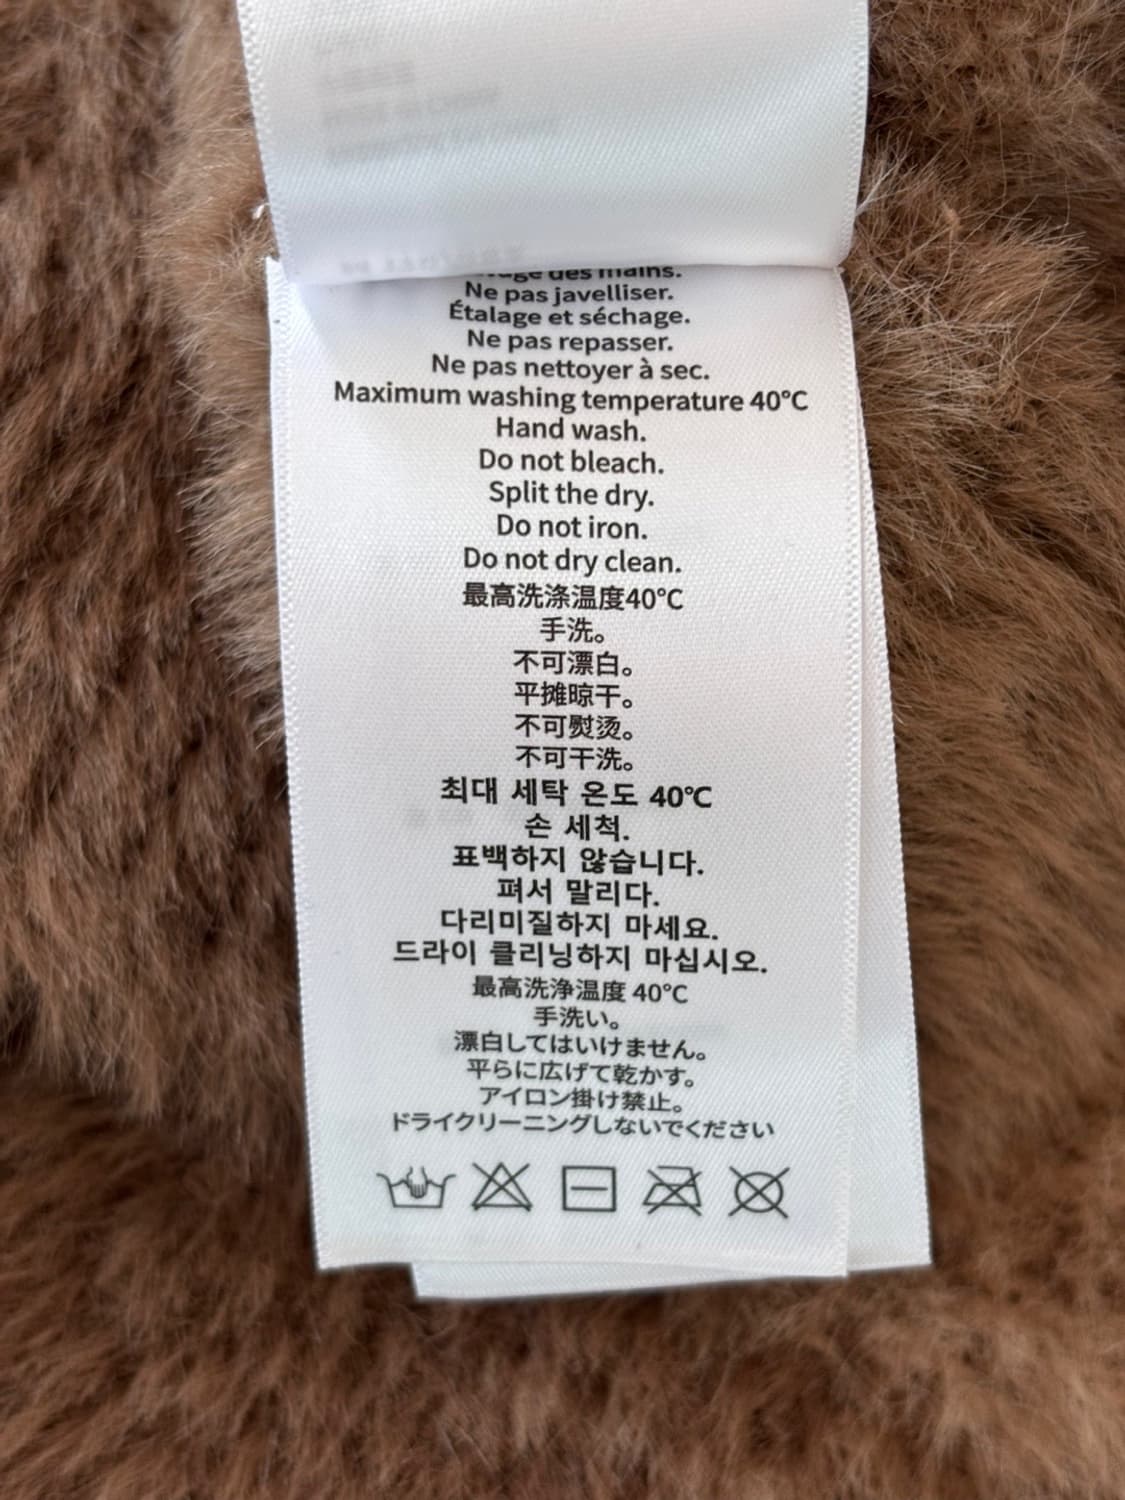 des mains.
Ne pas javelliser.
Étalage et séchage.
Ne pas repasser.
Ne pas nettoyer à sec.
Maximum washing temperature 40°C
Hand wash.
Do not bleach.
Split the dry.
Do not iron.
Do not dry clean.
最高洗涤温度40°C
手洗。
不可漂白。
平摊晾干。
不可熨烫。
不可干洗。
최대 세탁 온도 40℃
손 세척.
표백하지 않습니다.
펴서 말리다.
다리미질하지 마세요.
드라이 클리닝하지 마십시오.
最高洗浄温度 40°C
手洗い。
漂白してはいけません。
平らに広げて乾かす。
アイロン掛け禁止。
ドライクリーニングしないでください